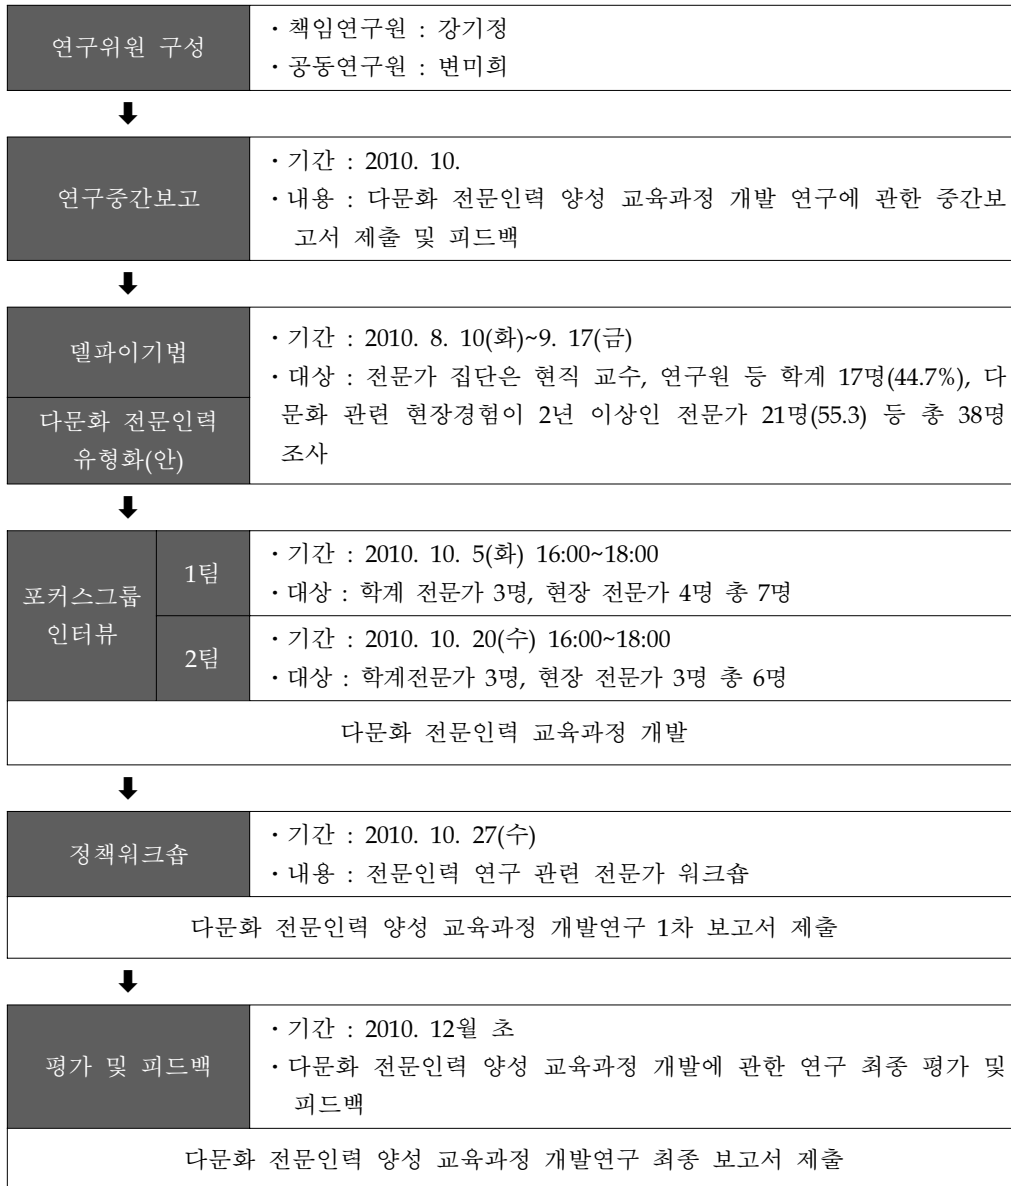 연구위원 구성
· 책임연구원 : 강기정
· 공동연구원 : 변미희
연구중간보고
· 기간 : 2010. 10.
· 내용 : 다문화 전문인력 양성 교육과정 개발 연구에 관한 중간보
고서 제출 및 피드백
델파이기법
다문화 전문인력
유형화(안)
· 기간 : 2010. 8. 10(화)~9. 17(금)
· 대상 : 전문가 집단은 현직 교수, 연구원 등 학계 17명(44.7%), 다
문화 관련 현장경험이 2년 이상인 전문가 21명(55.3) 등 총 38명
조사
포커스그룹
인터뷰
1팀
· 기간 : 2010. 10. 5(화) 16:00~18:00
· 대상 : 학계 전문가 3명, 현장 전문가 4명 총 7명
2팀
· 기간 : 2010. 10. 20(수) 16:00~18:00
· 대상 : 학계전문가 3명, 현장 전문가 3명 총 6명
다문화 전문인력 교육과정 개발
정책워크숍
· 기간 : 2010. 10. 27(수)
· 내용 : 전문인력 연구 관련 전문가 워크숍
다문화 전문인력 양성 교육과정 개발연구 1차 보고서 제출
평가 및 피드백
· 기간 : 2010. 12월 초
· 다문화 전문인력 양성 교육과정 개발에 관한 연구 최종 평가 및
피드백
다문화 전문인력 양성 교육과정 개발연구 최종 보고서 제출